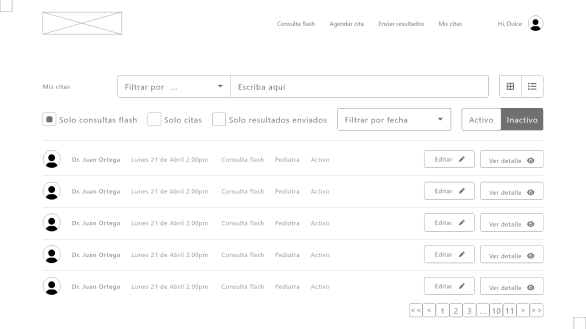 Consulta flash Agendar cita Enviar resultados Mis citas Hi, Dulce
Mis citas Filtrar por ... Escriba aquí
Solo consultas flash Solo citas Solo resultados enviados Filtrar por fecha Activo Inactivo
Dr. Juan Ortega Lunes 21 de Abril 2:00pm Consulta flash Pediatra Activo Editar Ver detalle
Dr. Juan Ortega Lunes 21 de Abril 2:00pm Consulta flash Pediatra Activo Editar Ver detalle
Dr. Juan Ortega Lunes 21 de Abril 2:00pm Consulta flash Pediatra Activo Editar Ver detalle
Dr. Juan Ortega Lunes 21 de Abril 2:00pm Consulta flash Pediatra Activo Editar Ver detalle
Dr. Juan Ortega Lunes 21 de Abril 2:00pm Consulta flash Pediatra Activo Editar Ver detalle
<< < 1 2 3 ... 10 11 > >>